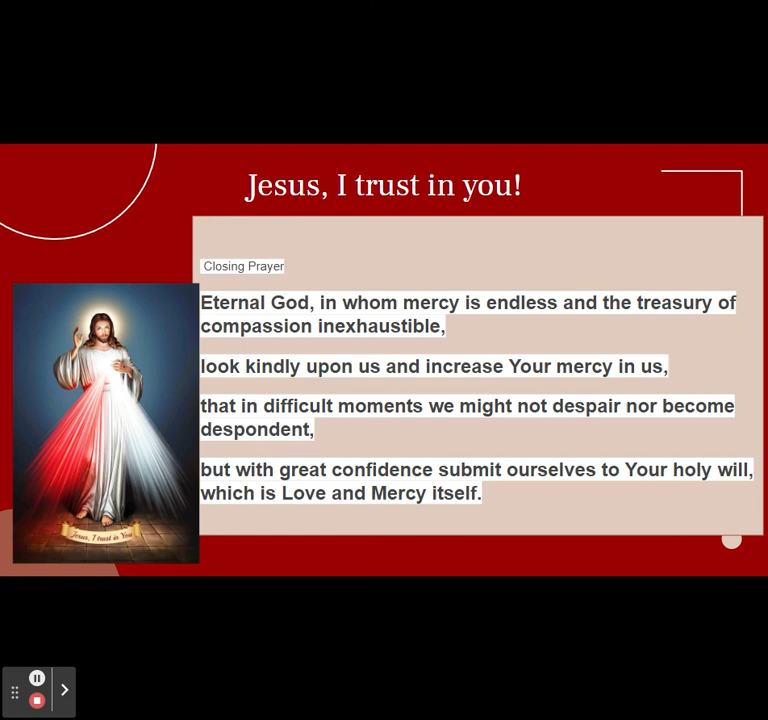 Jesus, I trust in you!
Closing Prayer
Eternal God, in whom mercy is endless and the treasury of
compassion inexhaustible,
look kindly upon us and increase Your mercy in us,
that in difficult moments we might not despair nor become
despondent,
but with great confidence submit ourselves to Your holy will,
which is Love and Mercy itself.
Jesus, I trust in You